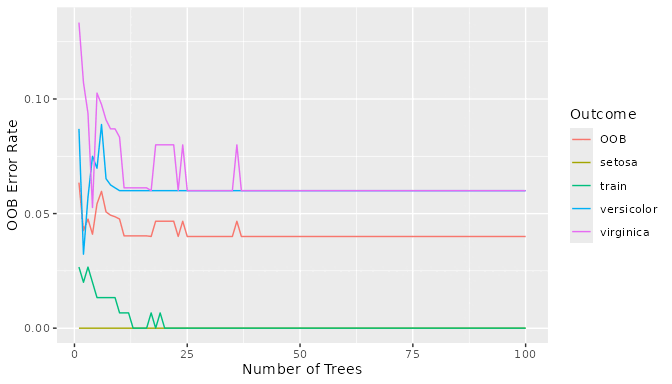 0.10
0.05
0.00
OOB Error Rate
0
25
50
75
100
Number of Trees
Outcome
OOB
setosa
train
versicolor
virginica